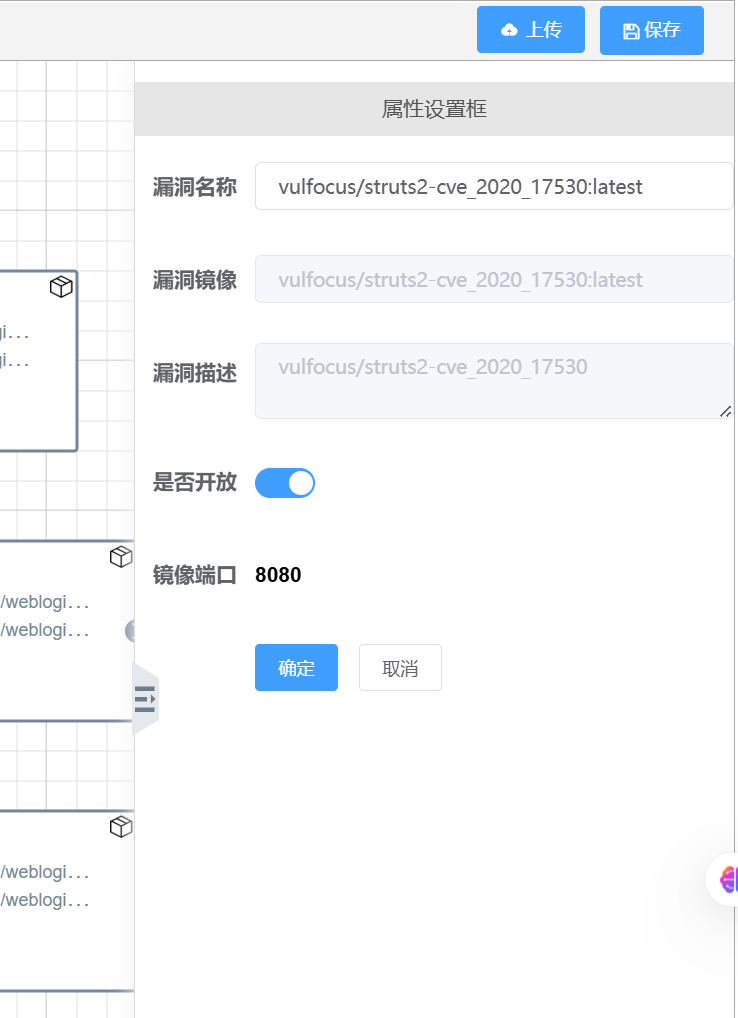 上传
保存
属性设置框
漏洞名称 vulfocus/struts2-cve_2020_17530:latest
漏洞镜像 vulfocus/struts2-cve_2020_17530:latest
gi...
gi...
漏洞描述 vulfocus/struts2-cve_2020_17530
是否开放
镜像端口 8080
/weblogi...
/weblogi...
确定 取消
/weblogi...
/weblogi...